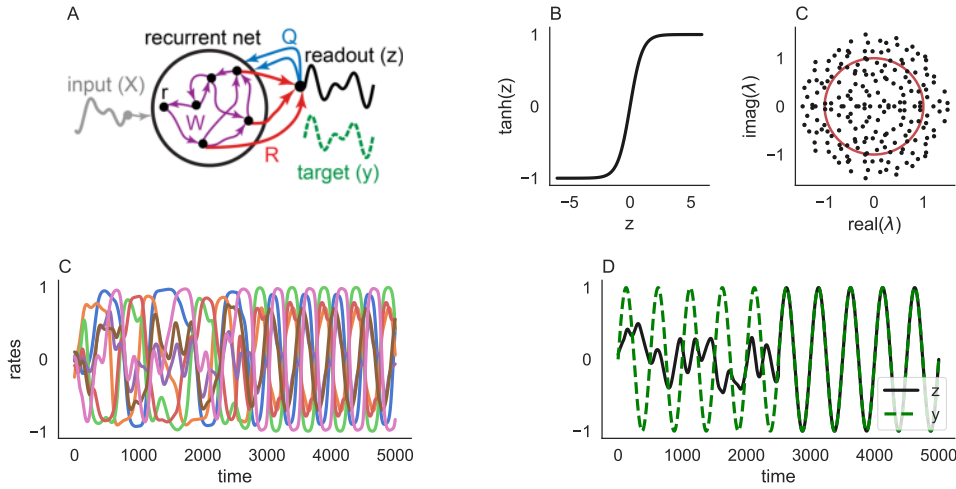 A
recurrent net
Q
readout (z)
input (X)
r
W
R
target (y)
B
tanh(z)
1
0
−1
−5
0
5
z
C
imag(λ)
1
0
−1
−1
0
1
real(λ)
C
rates
1
0
−1
0
1000
2000
3000
4000
5000
time
D
1
0
−1
z
y
0
1000
2000
3000
4000
5000
time